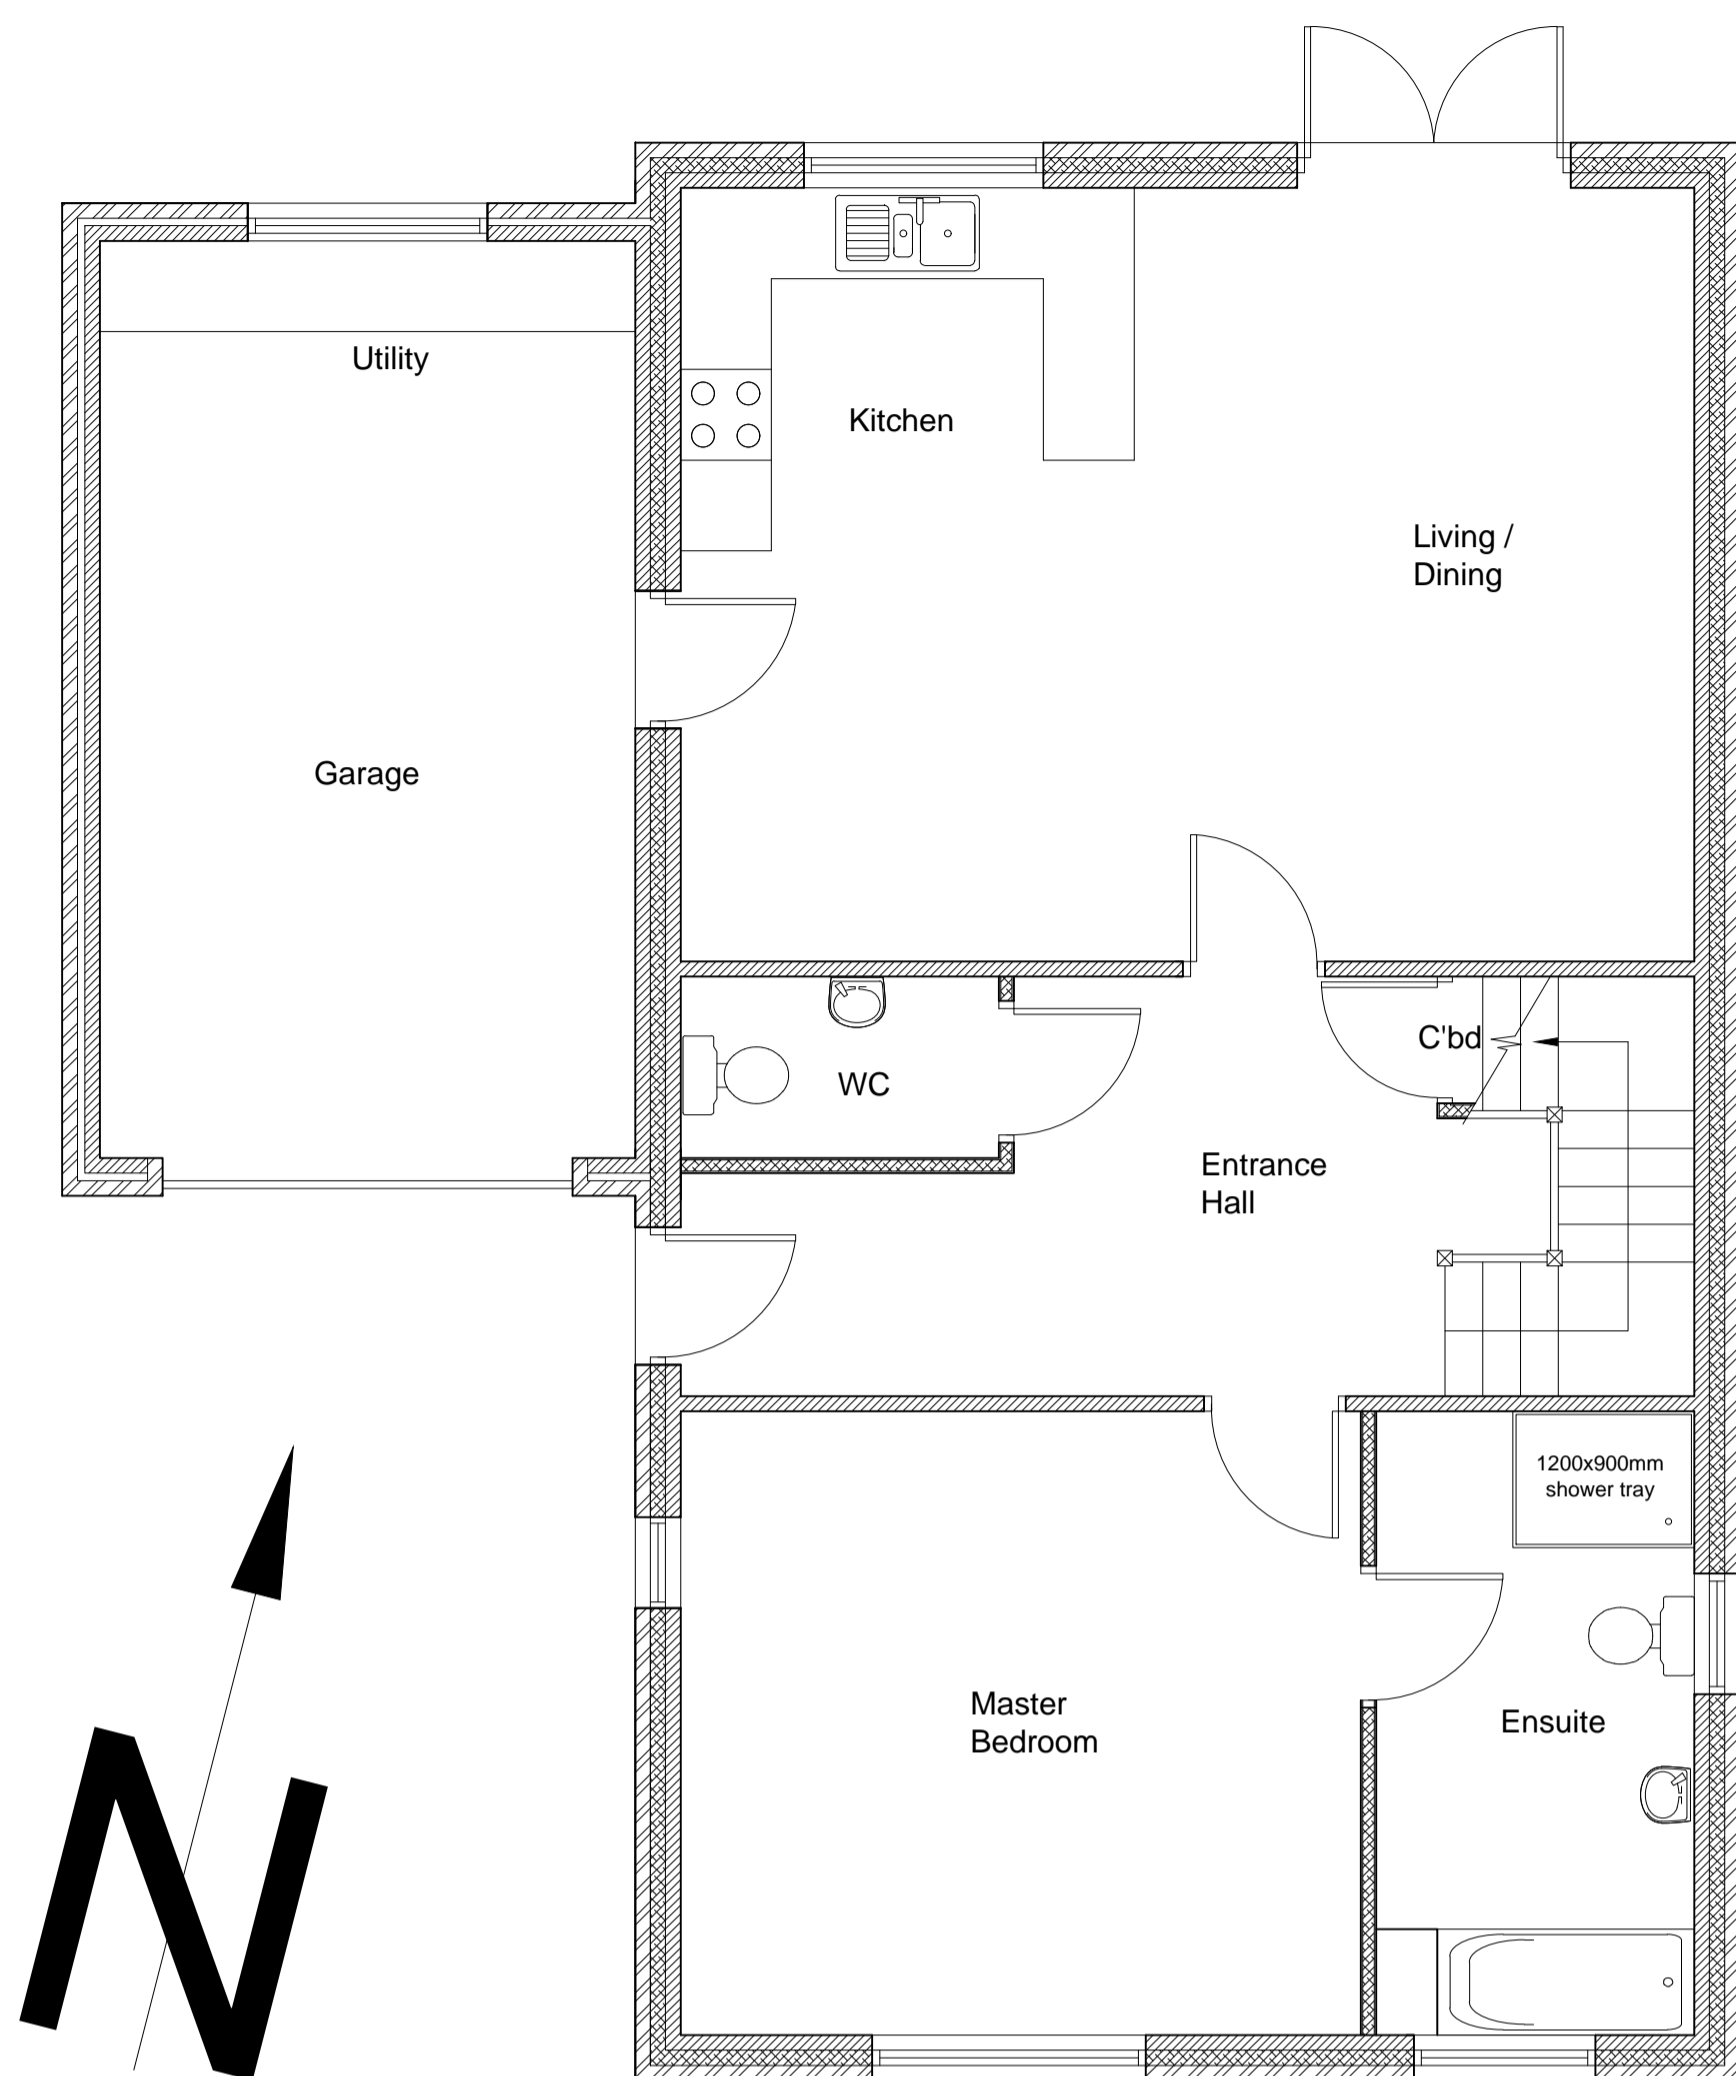 Utility
Kitchen
Living /
Dining
Garage
C'bd
WC
Entrance
Hall
1200x900mm
shower tray
Master
Bedroom
Ensuite
N